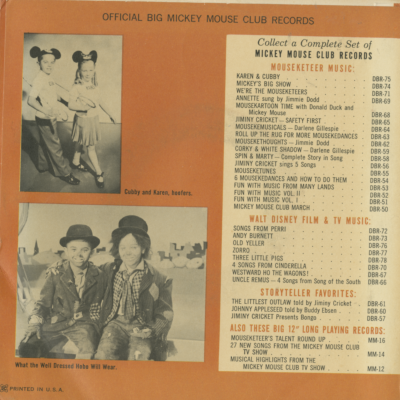 OFFICIAL BIG MICKEY MOUSE CLUB RECORDS
Cubby and Karen, hoofers.
What the Well Dressed Hobo Will Wear.
PRINTED IN U.S.A.
Collect a Complete Set of
MICKEY MOUSE CLUB RECORDS
MOUSEKETEER MUSIC:
KAREN & CUBBY DBR-75
MICKEY'S BIG SHOW DBR-74
WE'RE THE MOUSEKETEERS DBR-71
ANNETTE sung by Jimmie Dodd DBR-69
MOUSEKARTOON TIME with Donald Duck and
Mickey Mouse DBR-68
JIMINY CRICKET — SAFETY FIRST DBR-65
MOUSEKEMUSICALS — Darlene Gillespie DBR-64
ROLL UP THE RUG FOR MORE MOUSEKEDANCES DBR-63
MOUSEKETHOUGHTS — Jimmie Dodd DBR-62
CORKY & WHITE SHADOW — Darlene Gillespie DBR-59
SPIN & MARTY — Complete Story in Song DBR-58
JIMINY CRICKET sings 5 Songs DBR-56
MOUSEKETUNES DBR-55
6 MOUSEKEDANCES AND HOW TO DO THEM DBR-54
FUN WITH MUSIC FROM MANY LANDS DBR-53
FUN WITH MUSIC VOL. II DBR-52
FUN WITH MUSIC VOL. I DBR-51
MICKEY MOUSE CLUB MARCH DBR-50
WALT DISNEY FILM & TV MUSIC:
SONGS FROM PERRI DBR-72
ANDY BURNETT DBR-73
OLD YELLER DBR-76
ZORRO DBR-77
THREE LITTLE PIGS DBR-78
4 SONGS FROM CINDERELLA DBR-70
WESTWARD HO THE WAGONS! DBR-67
UNCLE REMUS — 4 Songs from Song of the South DBR-66
STORYTELLER FAVORITES:
THE LITTLEST OUTLAW told by Jiminy Cricket DBR-61
JOHNNY APPLESEED told by Buddy Ebsen DBR-60
JIMINY CRICKET Presents Bongo DBR-57
ALSO THESE BIG 12" LONG PLAYING RECORDS:
MOUSEKETEER'S TALENT ROUND UP MM-16
27 NEW SONGS FROM THE MICKEY MOUSE CLUB
TV SHOW MM-14
MUSICAL HIGHLIGHTS FROM THE
MICKEY MOUSE CLUB TV SHOW MM-12